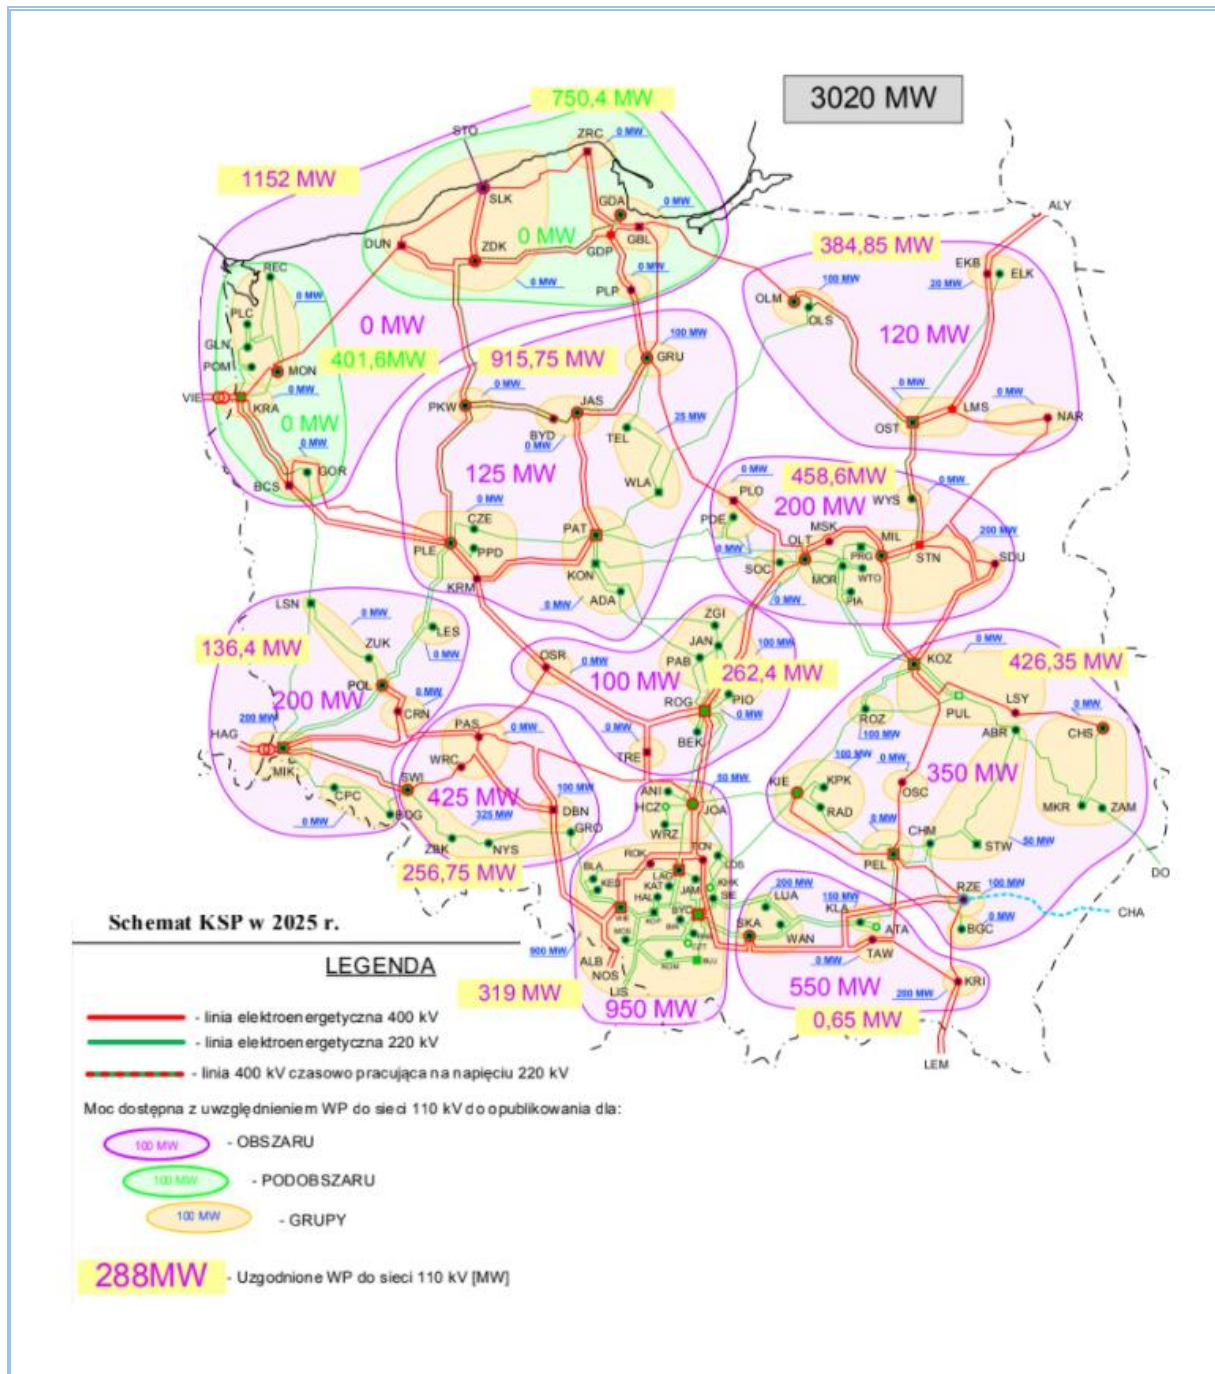 3020 MW
750,4 MW
STO
ZRC
0 MW
1152 MW
SLK
GDA
0 MW
ALY
DUN
ZDK
0 MW
GDP
GBL
384,85 MW
REC
0 MW
0 MW
PLP
OLM
100 MW
EKB
20 MW
ELK
OLS
PLC
0 MW
0 MW
120 MW
GLN
POM
MON
401,6MW
915,75 MW
100 MW
GRU
VIE
KRA
0 MW
0 MW
PKW
BYD
JAS
0 MW
TEL
25 MW
0 MW
OST
LMS
0 MW
NAR
0 MW
GOR
BCS
125 MW
WLA
0 MW
PLO
458,6MW
200 MW
WYS
0 MW
0 MW
CZE
PAT
PDE
MSK
OLT
MIL
200 MW
PLE
PPD
0 MW
PRG
STN
SDU
KRM
KON
SOC
MOR
WTO
0 MW
ADA
0 MW
PIA
LSN
0 MW
LES
ZGI
136,4 MW
ZUK
0 MW
OSR
0 MW
JAN
100 MW
KOZ
0 MW
426,35 MW
POL
200 MW
100 MW
PAB
262,4 MW
LSY
0 MW
CRN
0 MW
ROG
PIO
0 MW
ROZ
100 MW
PUL
ABR
CHS
HAG
200 MW
PAS
0 MW
TRE
0 MW
BEK
MIK
WRC
100 MW
0 MW
350 MW
SWI
ANI
50 MW
KIE
KPK
OSC
CPC
425 MW
HCZ
JOA
RAD
MKR
ZAM
0 MW
BOG
325 MW
DBN
WRZ
0 MW
CHM
ZBK
NYS
GRO
ROK
TCN
PEL
STW
50 MW
256,75 MW
BLA
LAG
LOS
DO
KED
KAT
JAM
KHK
SIE
200 MW
LUA
150 MW
RZE
100 MW
HAL
KLA
Schemat KSP w 2025 r.
WIE
KOP
BYC
SKA
WAN
ATA
0 MW
BGC
CHA
LEGENDA
900 MW
MOS
CZT
0 MW
TAW
ALB
NOS
KOM
BUJ
319 MW
LIS
950 MW
550 MW
200 MW
KRI
0,65 MW
LEM
- linia elektroenergetyczna 400 kV
- linia elektroenergetyczna 220 kV
- linia 400 kV czasowo pracująca na napięciu 220 kV
Moc dostępna z uwzględnieniem WP do sieci 110 kV do opublikowania dla:
100 MW - OBSZARU
100 MW - PODOBSZARU
100 MW - GRUPY
288MW - Uzgodnione WP do sieci 110 kV [MW]